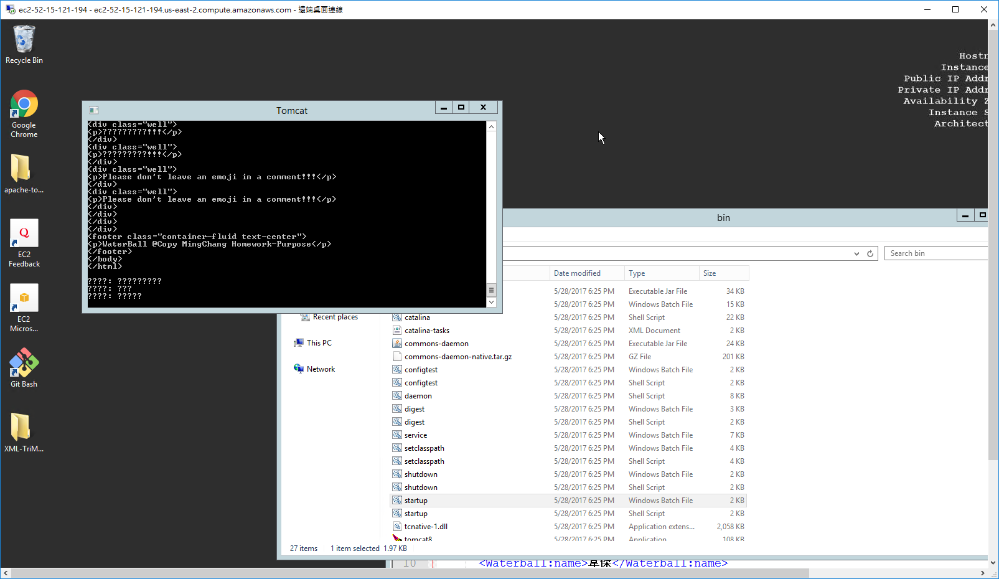 ec2-52-15-121-194 - ec2-52-15-121-194.us-east-2.compute.amazonaws.com - 遠端桌面連線
Recycle Bin
Google
Chrome
apache-to...
EC2
Feedback
EC2
Micros...
Git Bash
XML-TriM...
Hostn
Instance
Public IP Addr
Private IP Addr
Availability Z
Instance S
Architect
Tomcat
<div class="well">
<p>?????????!!!</p>
</div>
<div class="well">
<p>?????????!!!</p>
</div>
<div class="well">
<p>Please don't leave an emoji in a comment!!!</p>
</div>
<div class="well">
<p>Please don't leave an emoji in a comment!!!</p>
</div>
</div>
</div>
</div>
<footer class="container-fluid text-center">
<p>WaterBall @Copy MingChang Homework-Purpose</p>
</footer>
</body>
</html>
????: ?????????
????: ???
????: ?????
bin
Search bin
Date modified Type Size
5/28/2017 6:25 PM Executable Jar File 34 KB
5/28/2017 6:25 PM Windows Batch File 15 KB
Recent places
This PC
Network
catalina 5/28/2017 6:25 PM Shell Script 22 KB
catalina-tasks 5/28/2017 6:25 PM XML Document 2 KB
commons-daemon 5/28/2017 6:25 PM Executable Jar File 24 KB
commons-daemon-native.tar.gz 5/28/2017 6:25 PM GZ File 201 KB
configtest 5/28/2017 6:25 PM Windows Batch File 2 KB
configtest 5/28/2017 6:25 PM Shell Script 2 KB
daemon 5/28/2017 6:25 PM Shell Script 8 KB
digest 5/28/2017 6:25 PM Windows Batch File 3 KB
digest 5/28/2017 6:25 PM Shell Script 2 KB
service 5/28/2017 6:25 PM Windows Batch File 7 KB
setclasspath 5/28/2017 6:25 PM Windows Batch File 4 KB
setclasspath 5/28/2017 6:25 PM Shell Script 4 KB
shutdown 5/28/2017 6:25 PM Windows Batch File 2 KB
shutdown 5/28/2017 6:25 PM Shell Script 2 KB
startup 5/28/2017 6:25 PM Windows Batch File 2 KB
startup 5/28/2017 6:25 PM Shell Script 2 KB
tcnative-1.dll 5/28/2017 6:25 PM Application extens... 2,058 KB
tomcat8 5/28/2017 6:25 PM Application 108 KB
27 items 1 item selected 1.97 KB
10 <Waterball:name></Waterball:name>